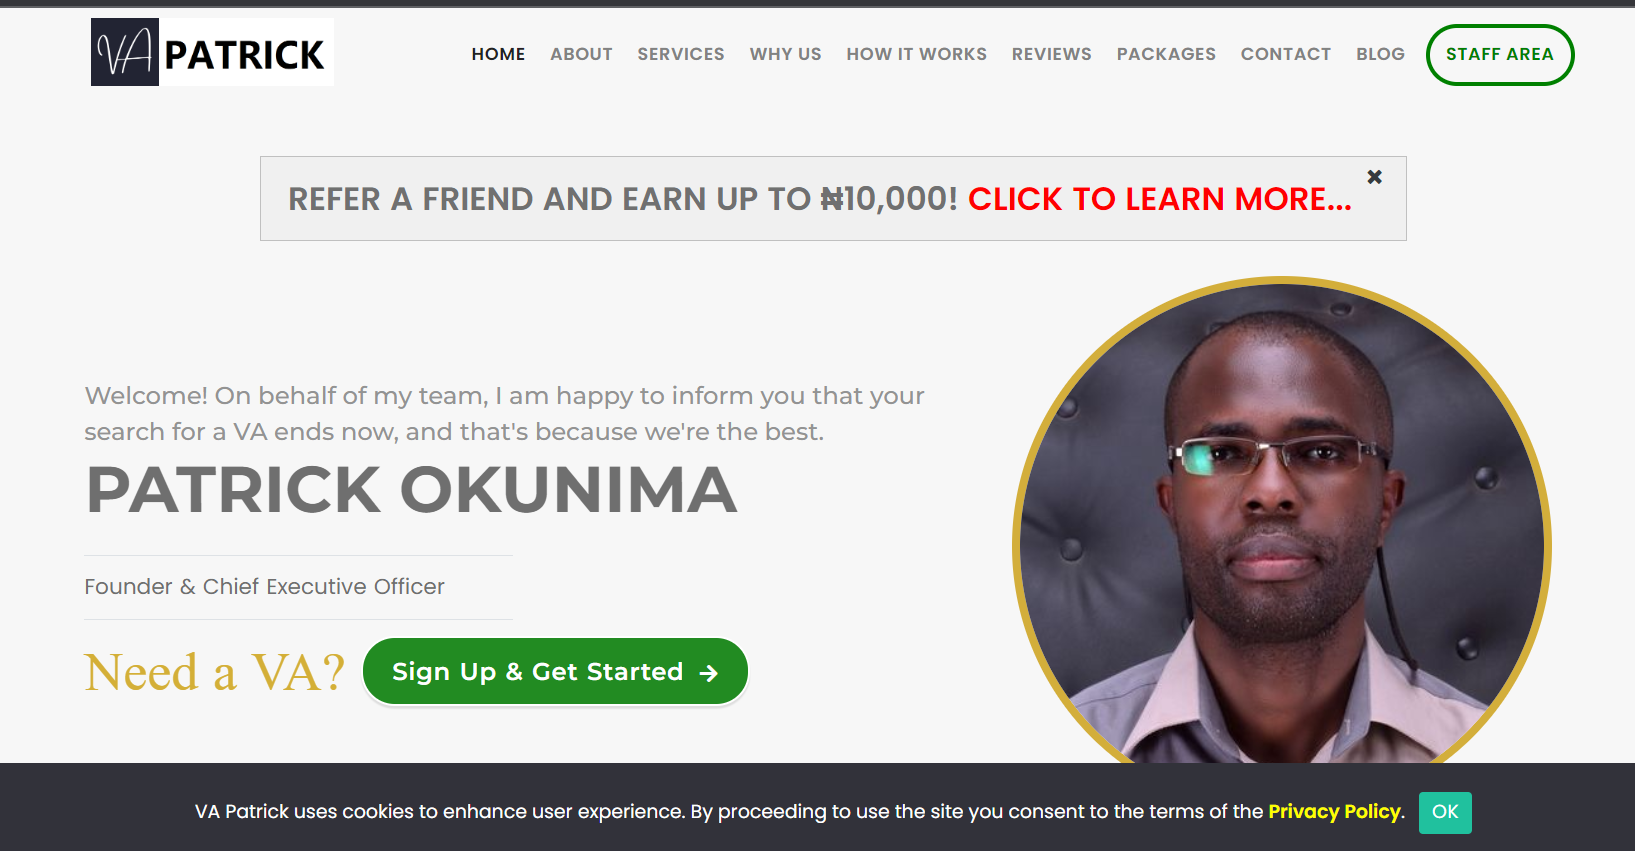 VA PATRICK
HOME ABOUT SERVICES WHY US HOW IT WORKS REVIEWS PACKAGES CONTACT BLOG STAFF AREA
REFER A FRIEND AND EARN UP TO ₦10,000! CLICK TO LEARN MORE...
Welcome! On behalf of my team, I am happy to inform you that your
search for a VA ends now, and that's because we're the best.
PATRICK OKUNIMA
Founder & Chief Executive Officer
Need a VA? Sign Up & Get Started →
VA Patrick uses cookies to enhance user experience. By proceeding to use the site you consent to the terms of the Privacy Policy. OK